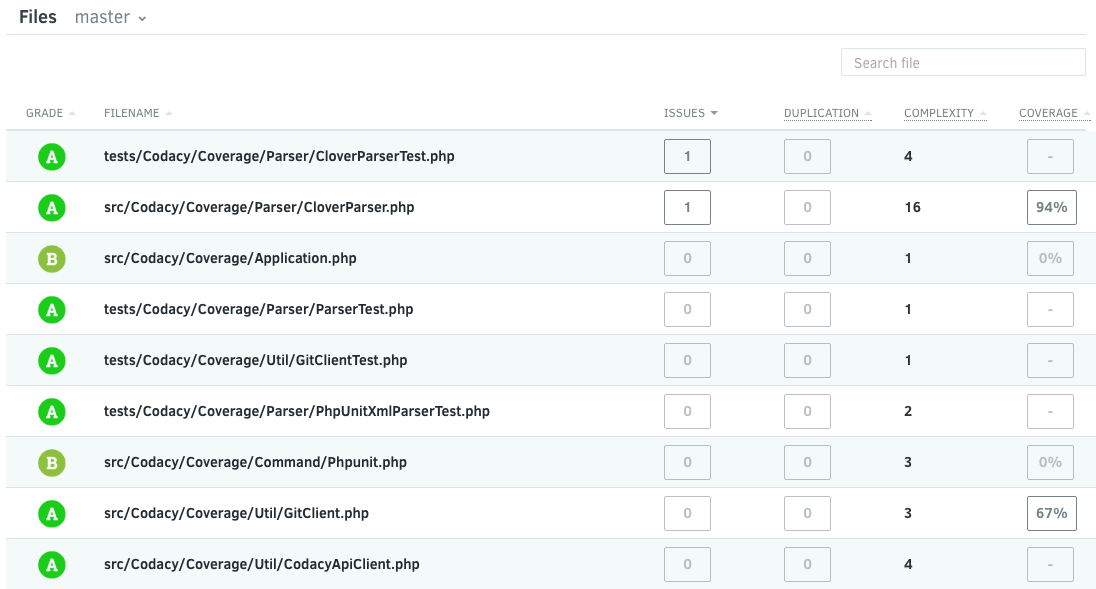 Files master
Search file
GRADE FILENAME ISSUES DUPLICATION COMPLEXITY COVERAGE
A tests/Codacy/Coverage/Parser/CloverParserTest.php 1 0 4 -
A src/Codacy/Coverage/Parser/CloverParser.php 1 0 16 94%
B src/Codacy/Coverage/Application.php 0 0 1 0%
A tests/Codacy/Coverage/Parser/ParserTest.php 0 0 1 -
A tests/Codacy/Coverage/Util/GitClientTest.php 0 0 1 -
A tests/Codacy/Coverage/Parser/PhpUnitXmlParserTest.php 0 0 2 -
B src/Codacy/Coverage/Command/Phpunit.php 0 0 3 0%
A src/Codacy/Coverage/Util/GitClient.php 0 0 3 67%
A src/Codacy/Coverage/Util/CodacyApiClient.php 0 0 4 -